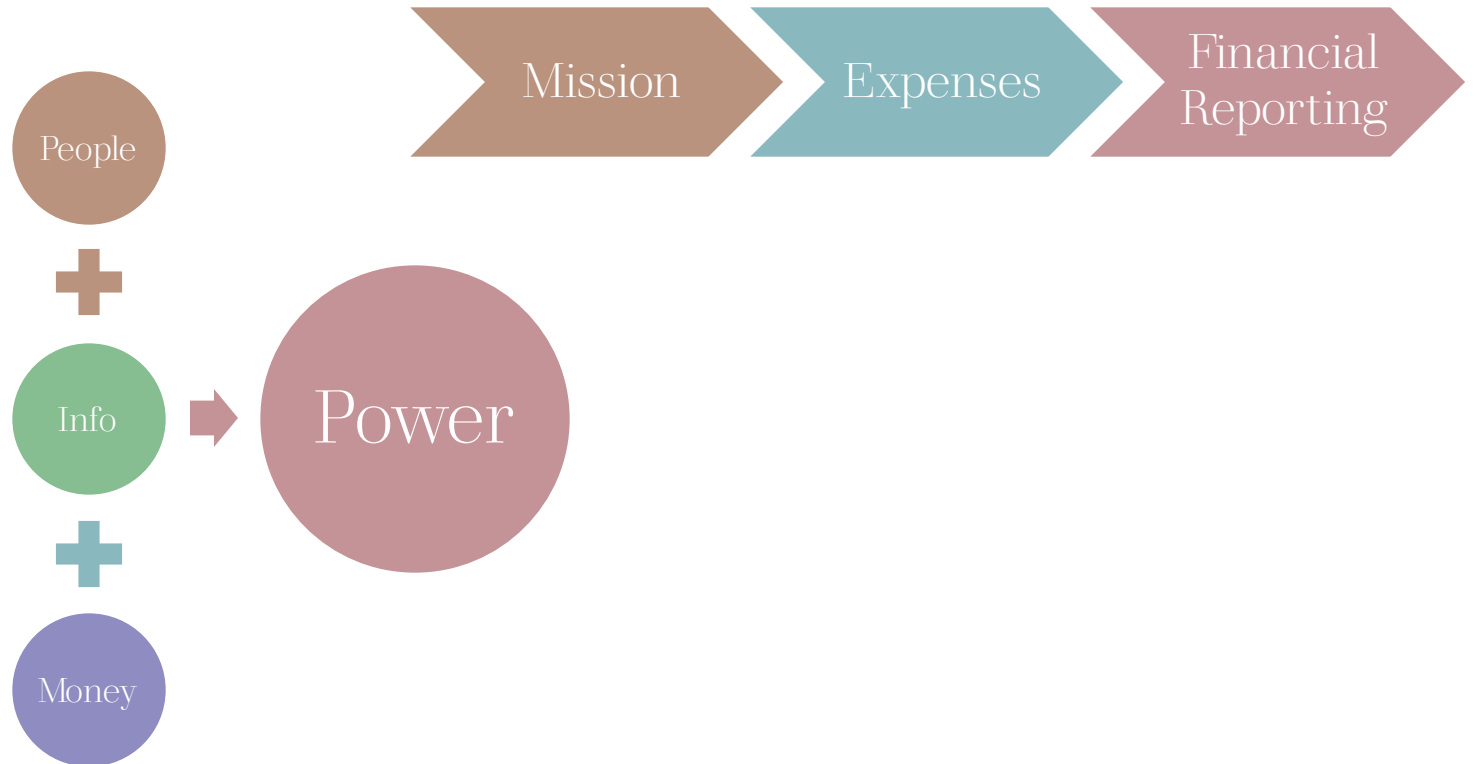 Mission
Expenses
Financial
Reporting
People
Info
Money
Power